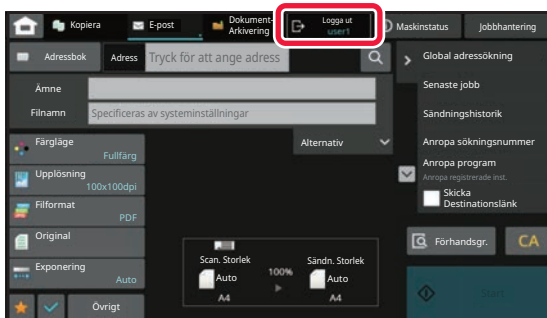 Kopiera
E-post
Dokument-
Arkivering
Logga ut
user1
Maskinstatus
Jobbhantering
Adressbok
Adress
Tryck för att ange adress
Global adressökning
Ämne
Senaste jobb
Filnamn
Specificeras av systeminställningar
Sändningshistorik
Färgläge
Fullfärg
Alternativ
Anropa sökningsnummer
Upplösning
100x100dpi
Anropa program
Anropa registrerade inst.
Filformat
PDF
Skicka
Destinationslänk
Original
Förhandsgr.
CA
Exponering
Auto
Scan. Storlek
Auto
A4
100%
Sändn. Storlek
Auto
A4
Övrigt
Start